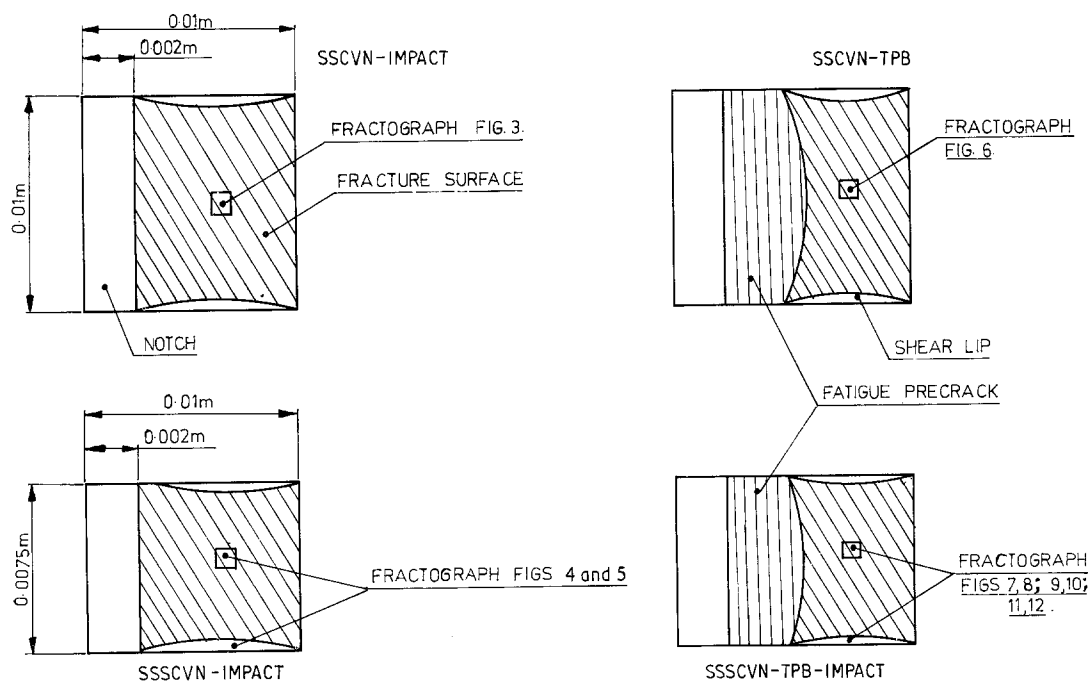 0·01m
0·002m
SSCVN-IMPACT
0·01m
FRACTOGRAPH FIG. 3.
FRACTURE SURFACE
NOTCH
SSCVN-TPB
FRACTOGRAPH
FIG. 6.
SHEAR LIP
FATIGUE PRECRACK
0·01m
0·002m
0·0075m
FRACTOGRAPH FIGS 4 and 5
SSSCVN-IMPACT
FRACTOGRAPH
FIGS 7,8; 9,10;
11,12.
SSSCVN-TPB-IMPACT